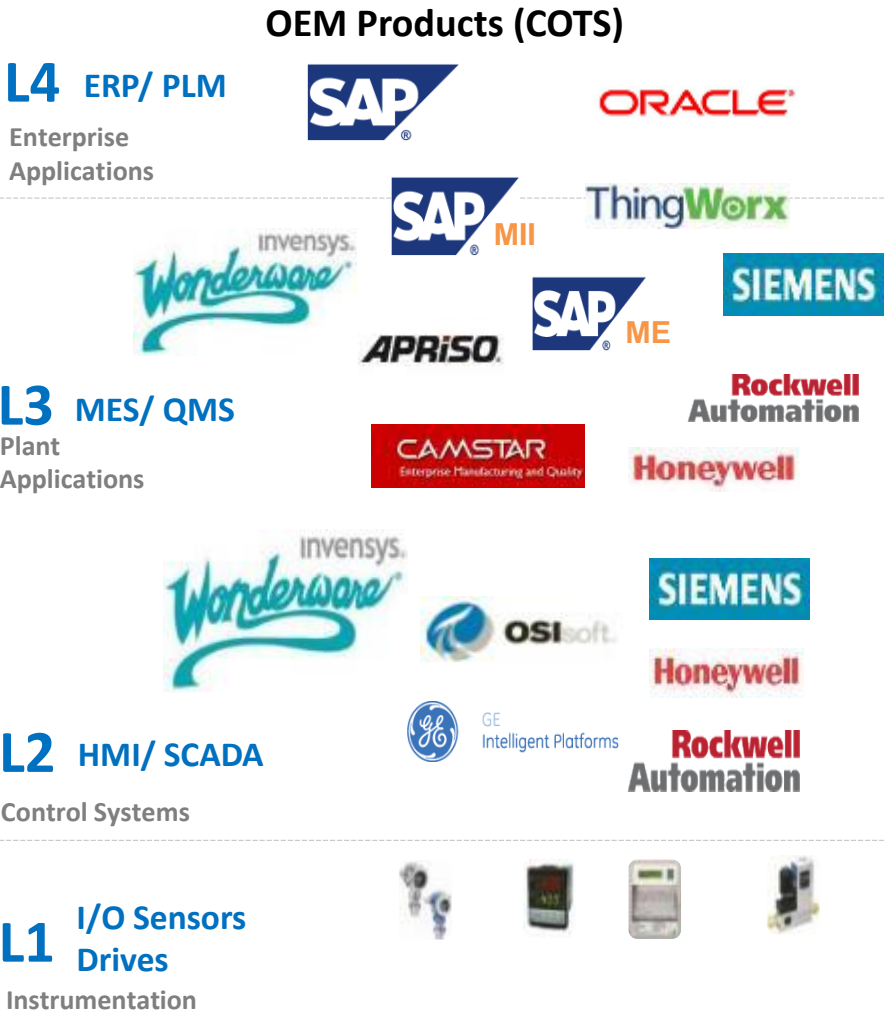 OEM Products (COTS)
L4 ERP/ PLM
Enterprise
Applications
SAP®
ORACLE®
SAP® MII
ThingWorx
invensys.
Wonderware®
SIEMENS
SAP® ME
APRiSO.
L3 MES/ QMS
Plant
Applications
Rockwell
Automation
CAMSTAR
Enterprise Manufacturing and Quality
Honeywell
invensys.
Wonderware®
SIEMENS
OSIsoft.
Honeywell
GE
Intelligent Platforms
L2 HMI/ SCADA
Control Systems
Rockwell
Automation
L1 I/O Sensors
Drives
Instrumentation